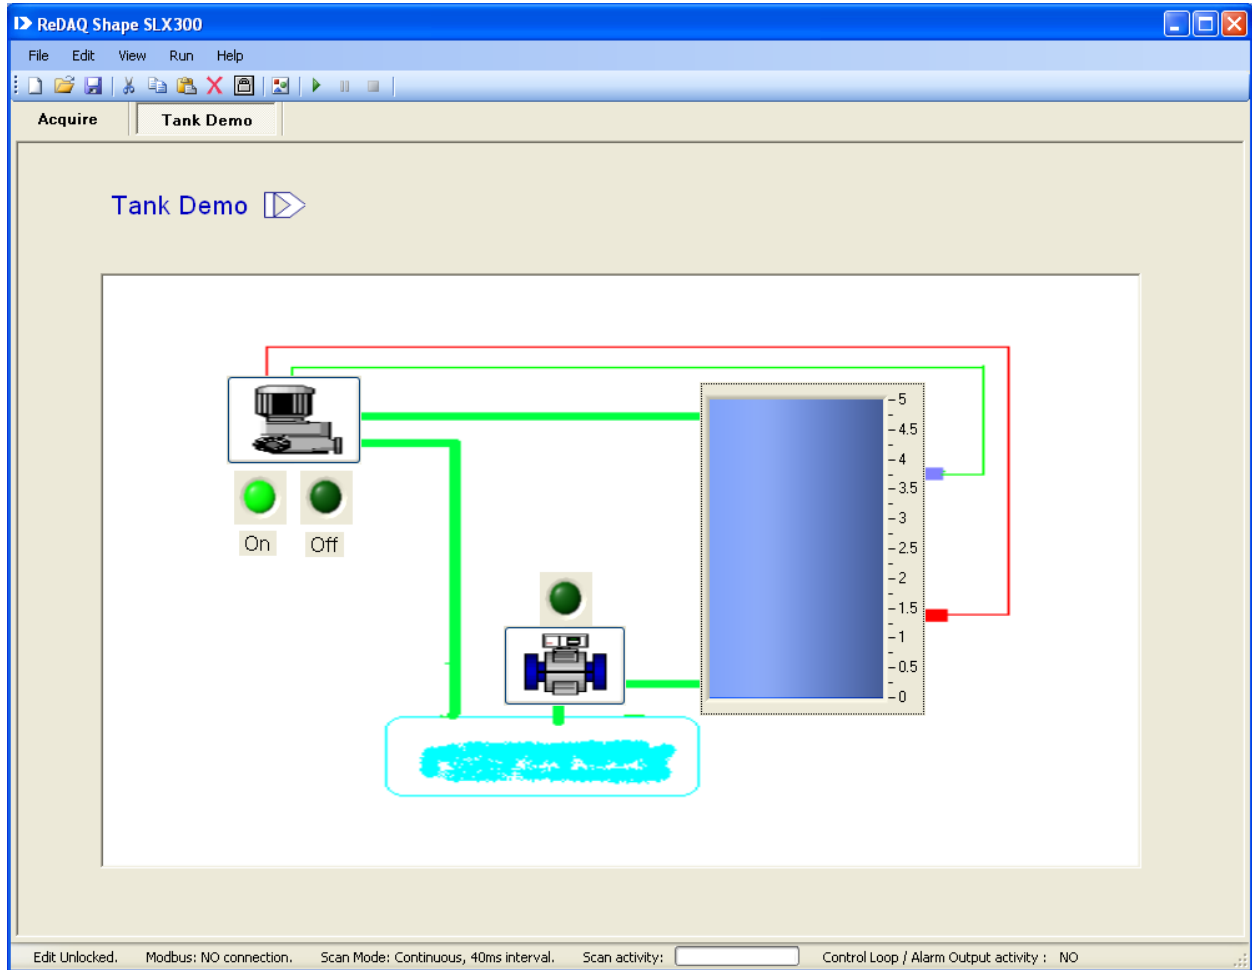 ReDAQ Shape SLX300
File Edit View Run Help
Acquire Tank Demo
Tank Demo
5
4.5
4
3.5
3
2.5
2
1.5
1
0.5
0
On Off
Edit Unlocked. Modbus: NO connection. Scan Mode: Continuous, 40ms interval. Scan activity: Control Loop / Alarm Output activity : NO